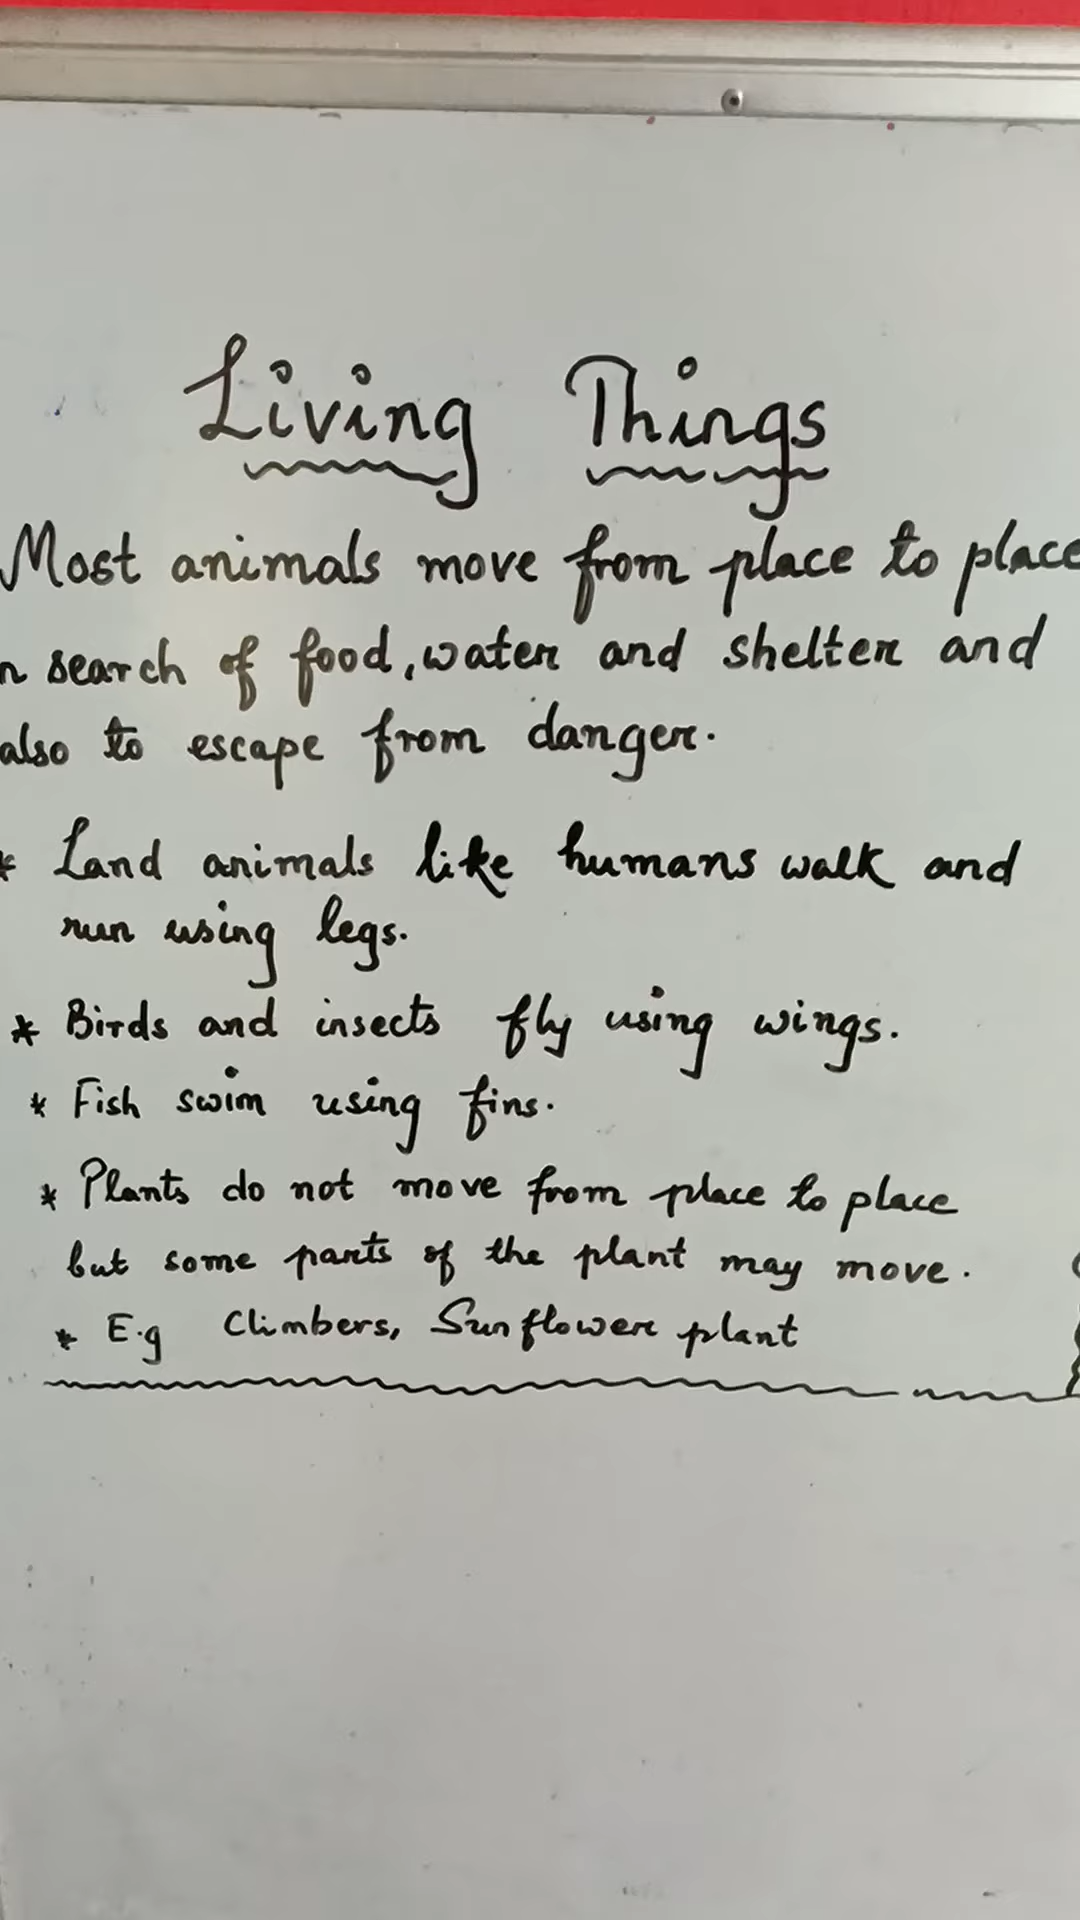 Living Things
Most animals move from place to place
n search of food, water and shelter and
also to escape from danger.
* Land animals like humans walk and
run using legs.
* Birds and insects fly using wings.
* Fish swim using fins.
* Plants do not move from place to place
but some parts of the plant may move.
* E.g Climbers, Sunflower plant